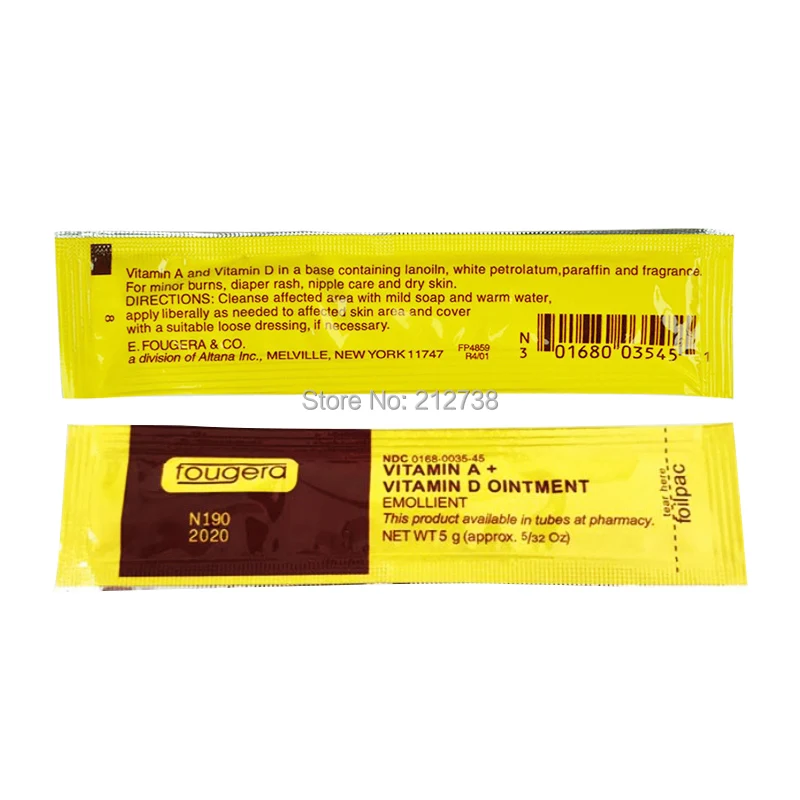 Vitamin A and Vitamin D in a base containing lanoiln, white petrolatum,paraffin and fragrance.
For minor burns, diaper rash, nipple care and dry skin.
DIRECTIONS: Cleanse affected area with mild soap and warm water,
apply liberally as needed to affected skin area and cover
with a suitable loose dressing, if necessary.
E. FOUGERA & CO.
a division of Altana Inc., MELVILLE, NEW YORK 11747
FP4859
R4/01
8
N
3 01680 03545 1
Store No: 212738
fougera
N190
2020
NDC 0168-0035-45
VITAMIN A +
VITAMIN D OINTMENT
EMOLLIENT
This product available in tubes at pharmacy.
NET WT 5 g (approx. 5/32 Oz)
tear here
foilpac